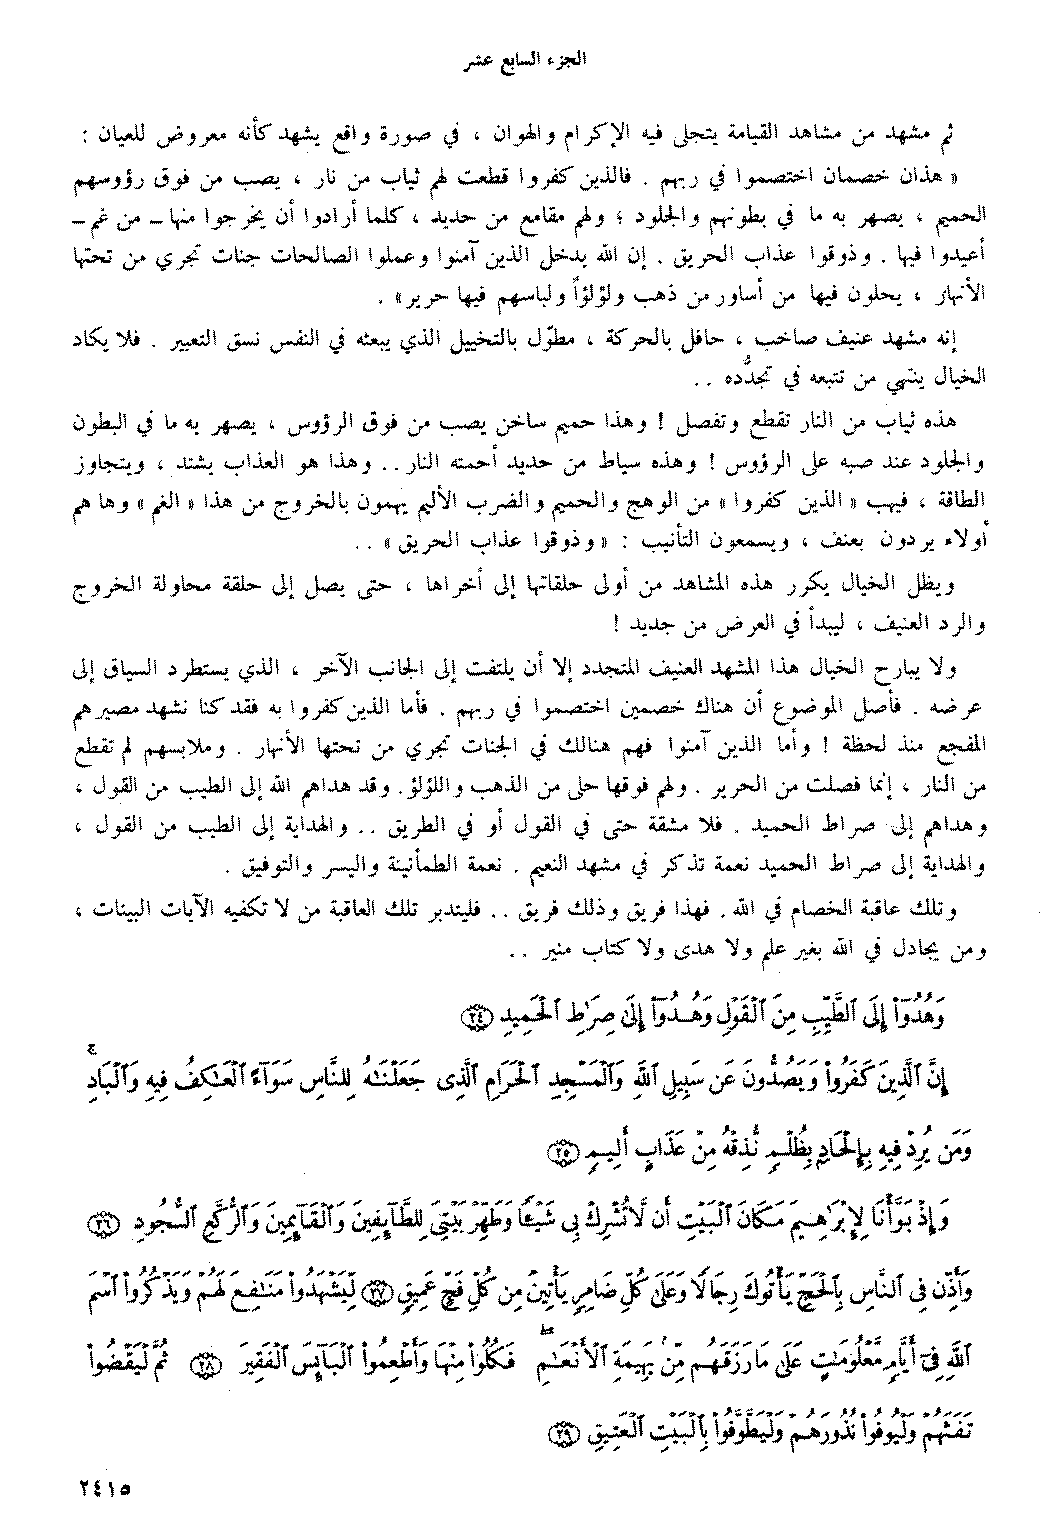 الجزء السابع عشر
ثم مشهد من مشاهد القيامة يتجلى فيه الإكرام والهوان ، في صورة واقع يشهد كأنه معروض للعيان :
« هذان خصمان اختصموا في ربهم . فالذين كفروا قطعت لهم ثياب من نار ، يصب من فوق رؤوسهم
الحميم ، يصهر به ما في بطونهم والجلود ؛ ولهم مقامع من حديد ، كلما أرادوا أن يخرجوا منها – من غم –
أعيدوا فيها . وذوقوا عذاب الحريق . إن الله يدخل الذين آمنوا وعملوا الصالحات جنات تجري من تحتها
الأنهار ، يحلون فيها من أساور من ذهب ولؤلؤاً ولباسهم فيها حرير» .
إنه مشهد عنيف صاخب ، حافل بالحركة ، مطوّل بالتخييل الذي يبعثه في النفس نسق التعبير . فلا يكاد
الخيال ينتهي من تتبعه في تجدُّده ..
هذه ثياب من النار تقطع وتفصل ! وهذا حميم ساخن يصب من فوق الرؤوس ، يصهر به ما في البطون
والجلود عند صبه على الرؤوس ! وهذه سياط من حديد أحمته النار .. وهذا هو العذاب يشتد ، ويتجاوز
الطاقة ، فيهب « الذين كفروا » من الوهج والحميم والضرب الأليم يهمون بالخروج من هذا « الغم » وها هم
أولاء يردون بعنف ، ويسمعون التأنيب : « وذوقوا عذاب الحريق » ..
ويظل الخيال يكرر هذه المشاهد من أولى حلقاتها إلى أخراها ، حتى يصل إلى حلقة محاولة الخروج
والرد العنيف ، ليبدأ في العرض من جديد !
ولا يبارح الخيال هذا المشهد العنيف المتجدد إلا أن يلتفت إلى الجانب الآخر ، الذي يستطرد السياق إلى
عرضه . فأصل الموضوع أن هناك خصمين اختصموا في ربهم . فأما الذين كفروا به فقد كنا نشهد مصيرهم
المفجع منذ لحظة ! وأما الذين آمنوا فهم هنالك في الجنات تجري من تحتها الأنهار . وملابسهم لم تقطع
من النار ، إنما فصلت من الحرير . ولهم فوقها حلى من الذهب واللؤلؤ. وقد هداهم الله إلى الطيب من القول ،
وهداهم إلى صراط الحميد . فلا مشقة حتى في القول أو في الطريق .. والهداية إلى الطيب من القول ،
والهداية إلى صراط الحميد نعمة تذكر في مشهد النعيم . نعمة الطمأنينة واليسر والتوفيق .
وتلك عاقبة الخصام في الله . فهذا فريق وذلك فريق .. فليتدبر تلك العاقبة من لا تكفيه الآيات البينات ،
ومن يجادل في الله بغير علم ولا هدى ولا كتاب منير ..
وَهُدُوٓا۟ إِلَى ٱلطَّيِّبِ مِنَ ٱلْقَوْلِ وَهُدُوٓا۟ إِلَىٰ صِرَٰطِ ٱلْحَمِيدِ ٢٤
إِنَّ ٱلَّذِينَ كَفَرُوا۟ وَيَصُدُّونَ عَن سَبِيلِ ٱللَّهِ وَٱلْمَسْجِدِ ٱلْحَرَامِ ٱلَّذِى جَعَلْنَٰهُ لِلنَّاسِ سَوَآءً ٱلْعَٰكِفُ فِيهِ وَٱلْبَادِ ۚ
وَمَن يُرِدْ فِيهِ بِإِلْحَادٍۭ بِظُلْمٍ نُّذِقْهُ مِنْ عَذَابٍ أَلِيمٍ ٢٥
وَإِذْ بَوَّأْنَا لِإِبْرَٰهِيمَ مَكَانَ ٱلْبَيْتِ أَن لَّا تُشْرِكْ بِى شَيْـًٔا وَطَهِّرْ بَيْتِىَ لِلطَّآئِفِينَ وَٱلْقَآئِمِينَ وَٱلرُّكَّعِ ٱلسُّجُودِ ٢٦
وَأَذِّن فِى ٱلنَّاسِ بِٱلْحَجِّ يَأْتُوكَ رِجَالًا وَعَلَىٰ كُلِّ ضَامِرٍ يَأْتِينَ مِن كُلِّ فَجٍّ عَمِيقٍ ٢٧ لِّيَشْهَدُوا۟ مَنَٰفِعَ لَهُمْ وَيَذْكُرُوا۟ ٱسْمَ
ٱللَّهِ فِىٓ أَيَّامٍ مَّعْلُومَٰتٍ عَلَىٰ مَا رَزَقَهُم مِّنۢ بَهِيمَةِ ٱلْأَنْعَٰمِ ۖ فَكُلُوا۟ مِنْهَا وَأَطْعِمُوا۟ ٱلْبَآئِسَ ٱلْفَقِيرَ ٢٨ ثُمَّ لْيَقْضُوا۟
تَفَثَهُمْ وَلْيُوفُوا۟ نُذُورَهُمْ وَلْيَطَّوَّفُوا۟ بِٱلْبَيْتِ ٱلْعَتِيقِ ٢٩
٢٤١٥